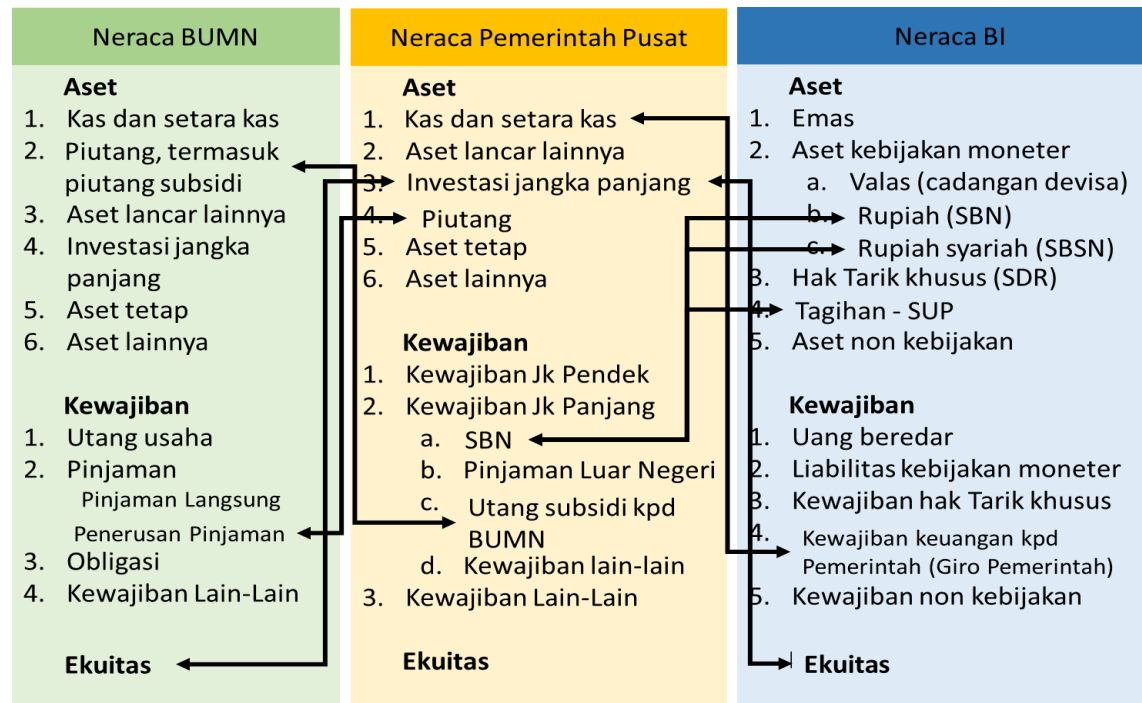 Neraca BUMN
Aset
1. Kas dan setara kas
2. Piutang, termasuk
piutang subsidi
3. Aset lancar lainnya
4. Investasi jangka
panjang
5. Aset tetap
6. Aset lainnya
Kewajiban
1. Utang usaha
2. Pinjaman
Pinjaman Langsung
Penerusan Pinjaman
3. Obligasi
4. Kewajiban Lain-Lain
Ekuitas
Neraca Pemerintah Pusat
Aset
1. Kas dan setara kas
2. Aset lancar lainnya
3. Investasi jangka panjang
4. Piutang
5. Aset tetap
6. Aset lainnya
Kewajiban
1. Kewajiban Jk Pendek
2. Kewajiban Jk Panjang
a. SBN
b. Pinjaman Luar Negeri
c. Utang subsidi kpd
BUMN
d. Kewajiban lain-lain
3. Kewajiban Lain-Lain
Ekuitas
Neraca BI
Aset
1. Emas
2. Aset kebijakan moneter
a. Valas (cadangan devisa)
b. Rupiah (SBN)
c. Rupiah syariah (SBSN)
3. Hak Tarik khusus (SDR)
4. Tagihan - SUP
5. Aset non kebijakan
Kewajiban
1. Uang beredar
2. Liabilitas kebijakan moneter
3. Kewajiban hak Tarik khusus
4. Kewajiban keuangan kpd
Pemerintah (Giro Pemerintah)
5. Kewajiban non kebijakan
Ekuitas